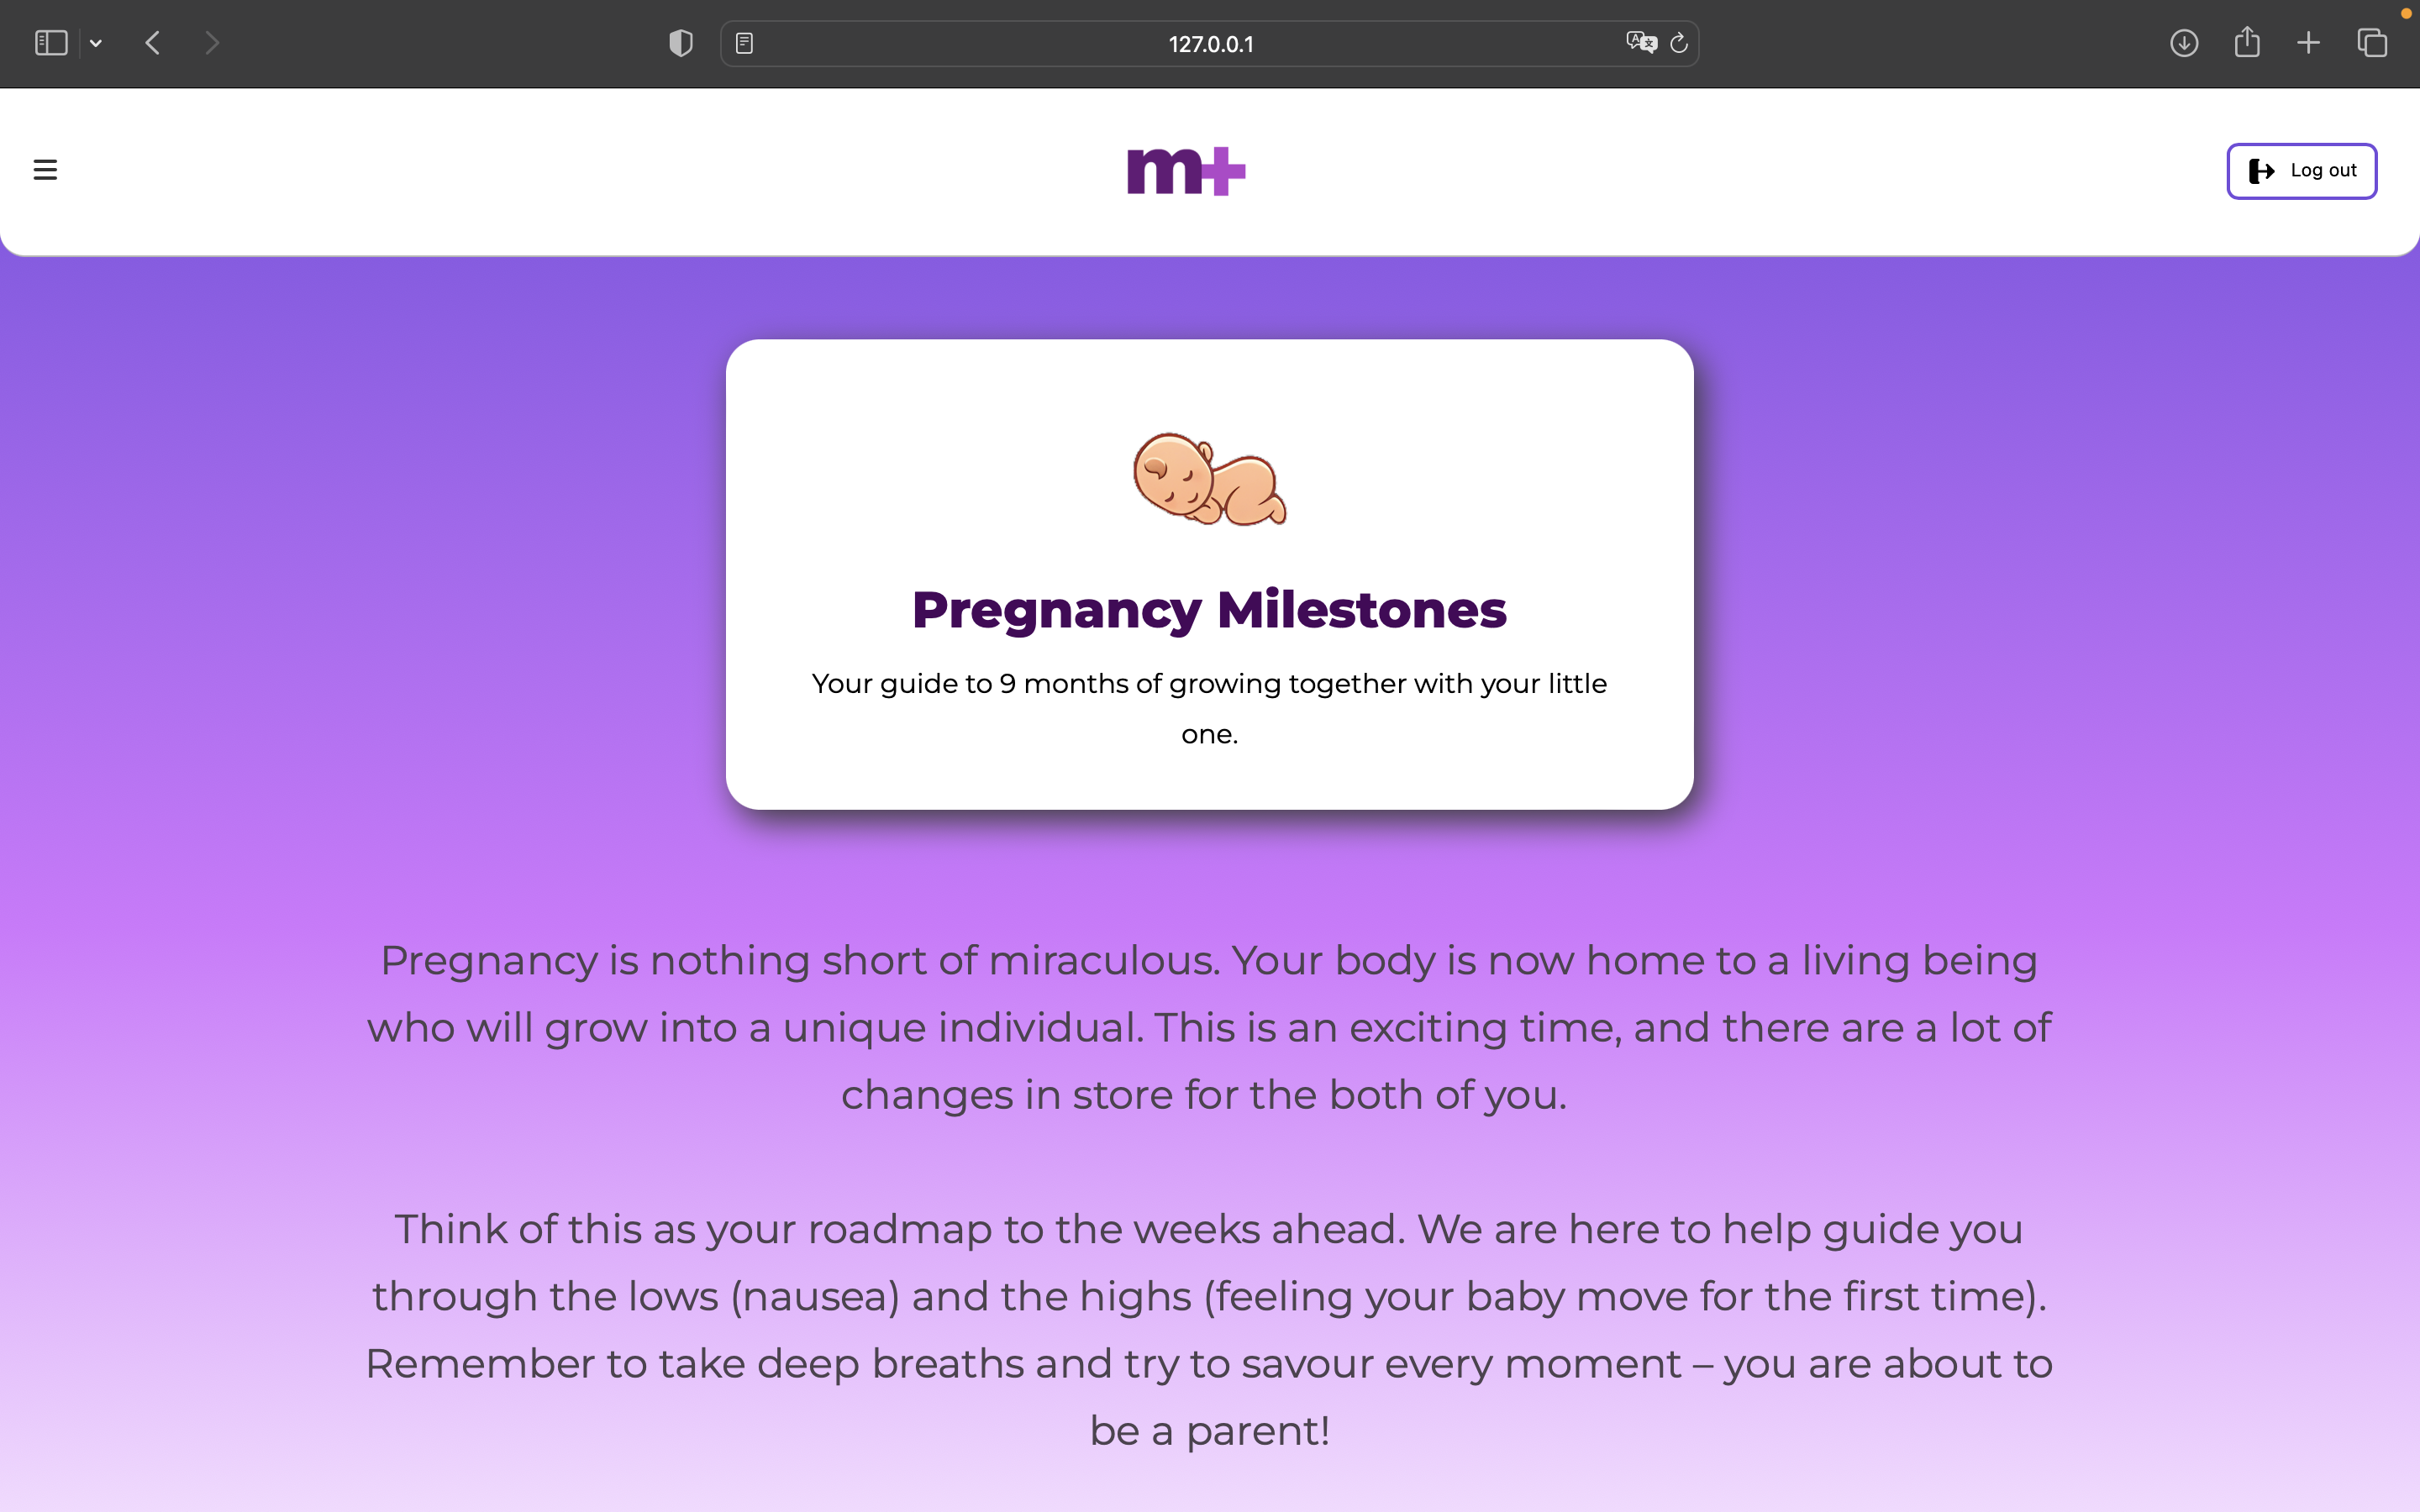 127.0.0.1
m+
Log out
Pregnancy Milestones
Your guide to 9 months of growing together with your little
one.
Pregnancy is nothing short of miraculous. Your body is now home to a living being
who will grow into a unique individual. This is an exciting time, and there are a lot of
changes in store for the both of you.
Think of this as your roadmap to the weeks ahead. We are here to help guide you
through the lows (nausea) and the highs (feeling your baby move for the first time).
Remember to take deep breaths and try to savour every moment – you are about to
be a parent!